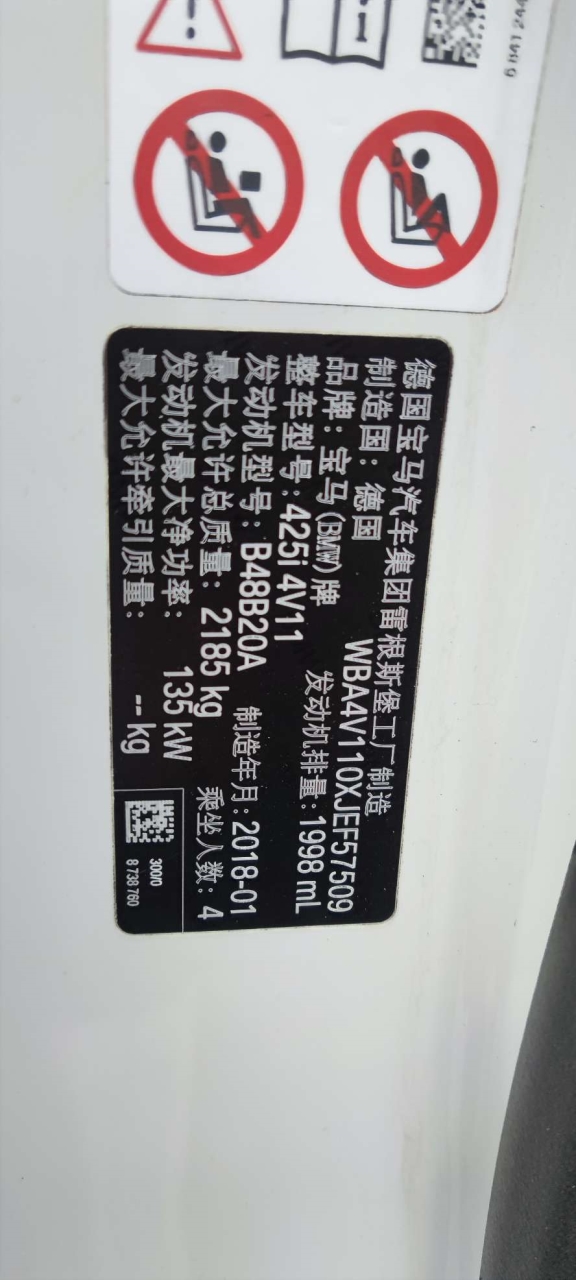 德国宝马汽车集团雷根斯堡工厂制造
制造国：德国 WBA4V110XJEF57509
品牌：宝马(BMW)牌 发动机排量：1998 mL
整车型号：425i 4V11
发动机型号：B48B20A 制造年月：2018-01
最大允许总质量：2185 kg 乘坐人数：4
发动机最大净功率：135 kW
最大允许牵引质量：-- kg
300/0
8 738 760